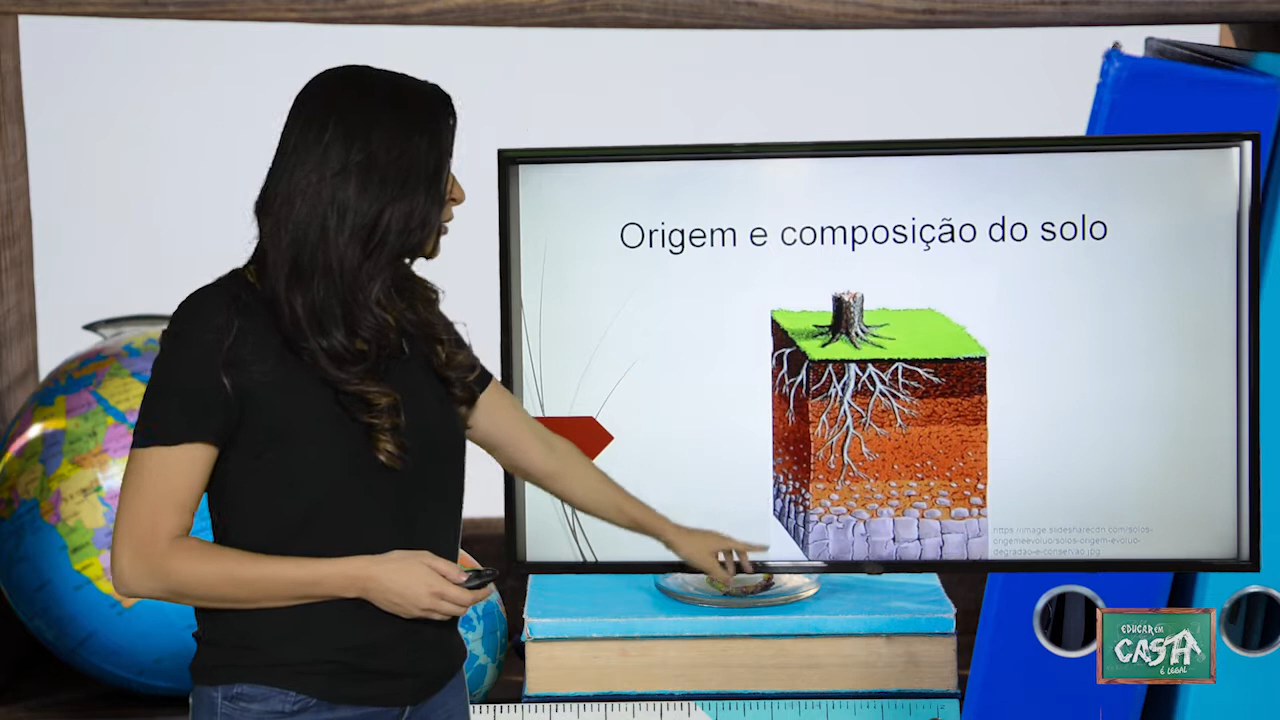 Origem e composição do solo
https://image.slidesharecdn.com/solos-
origemeevoluo/solos-origem-evoluo-
degradao-e-conservao.jpg
EDUCAR EM
CASA
É LEGAL